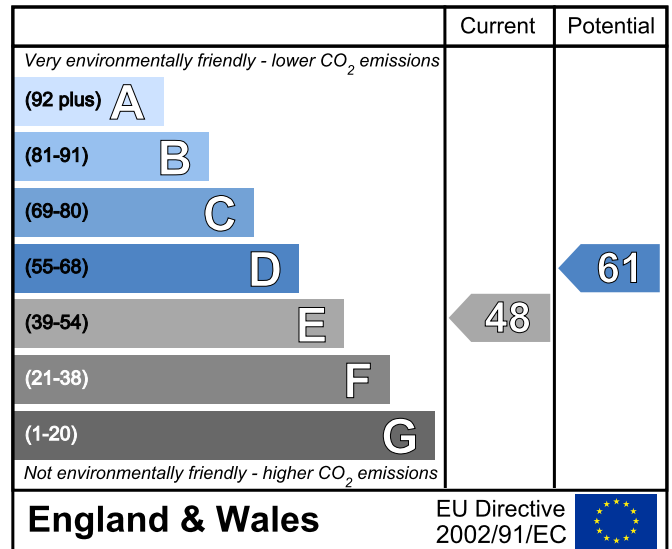 Current Potential
Very environmentally friendly - lower CO2 emissions
(92 plus) A
(81-91) B
(69-80) C
(55-68) D
61
(39-54) E
48
(21-38) F
(1-20) G
Not environmentally friendly - higher CO2 emissions
England & Wales
EU Directive
2002/91/EC